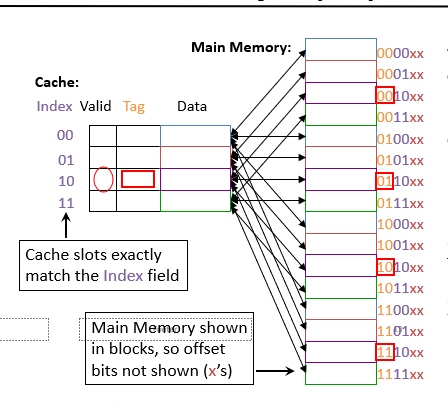 Main Memory:
Cache:
Index Valid Tag Data
00
01
10
11
0000xx
0001xx
0010xx
0011xx
0100xx
0101xx
0110xx
0111xx
1000xx
1001xx
1010xx
1011xx
1100xx
1101xx
1110xx
1111xx
Cache slots exactly
match the Index field
Main Memory shown
in blocks, so offset
bits not shown (x's)